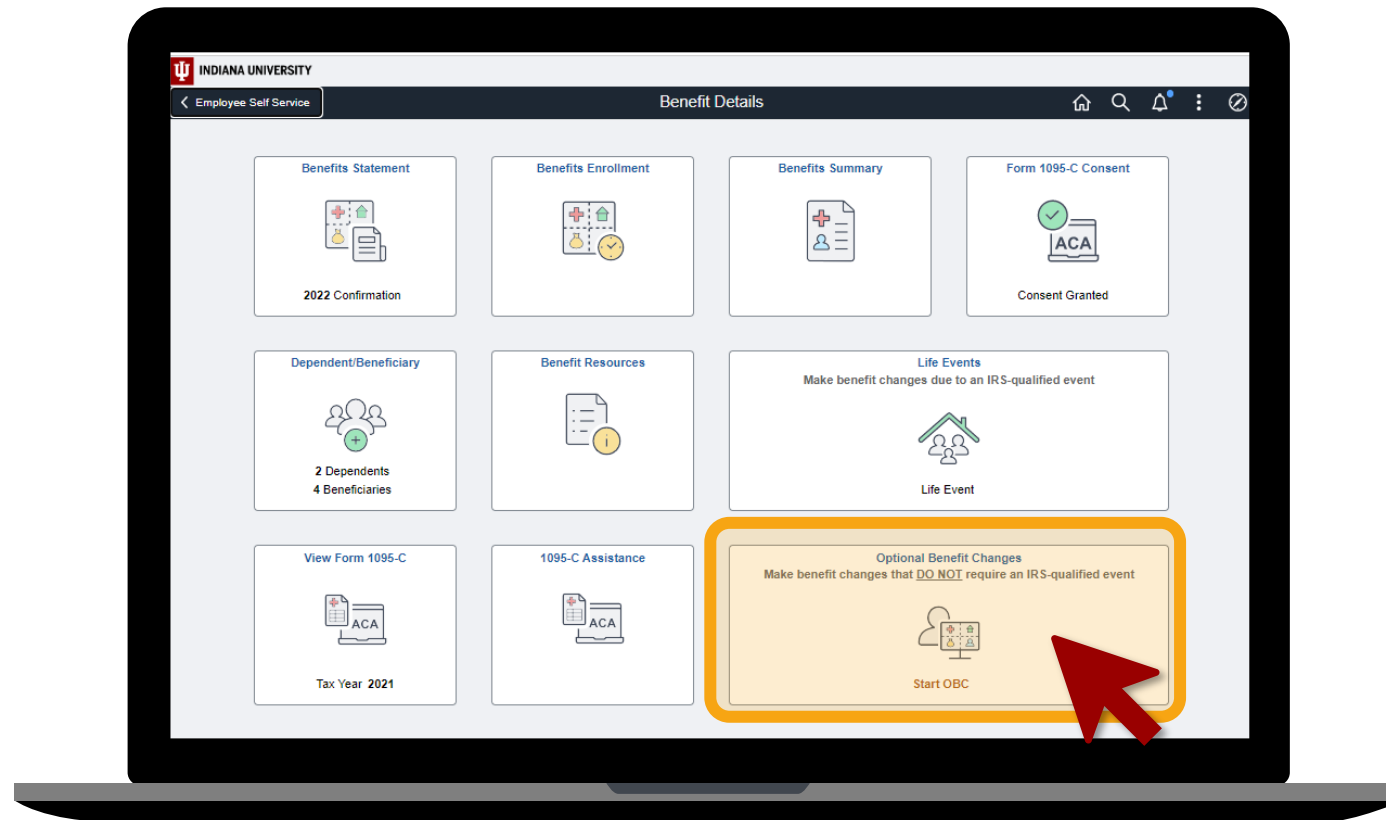 INDIANA UNIVERSITY
Employee Self Service
Benefit Details
Benefits Statement
2022 Confirmation
Benefits Enrollment
Benefits Summary
Form 1095-C Consent
ACA
Consent Granted
Dependent/Beneficiary
2 Dependents
4 Beneficiaries
Benefit Resources
i
Life Events
Make benefit changes due to an IRS-qualified event
Life Event
View Form 1095-C
ACA
Tax Year 2021
1095-C Assistance
ACA
Optional Benefit Changes
Make benefit changes that DO NOT require an IRS-qualified event
Start OBC